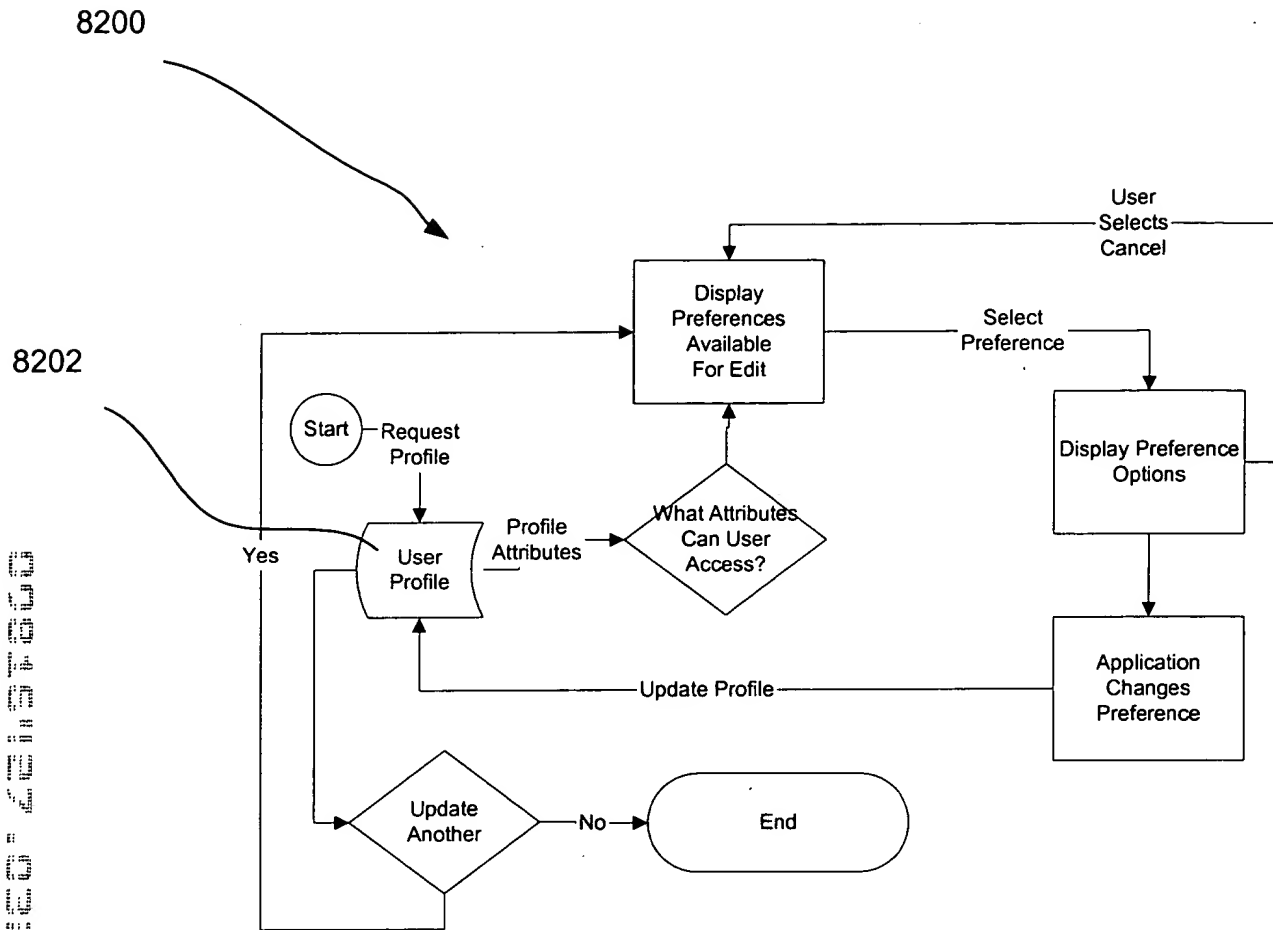 8200
User
Selects
Cancel
Display
Preferences
Available
For Edit
Select
Preference
8202
Start
Request
Profile
Display Preference
Options
What Attributes
Can User
Access?
Profile
Attributes
User
Profile
Yes
Application
Changes
Preference
Update Profile
Update
Another
No
End